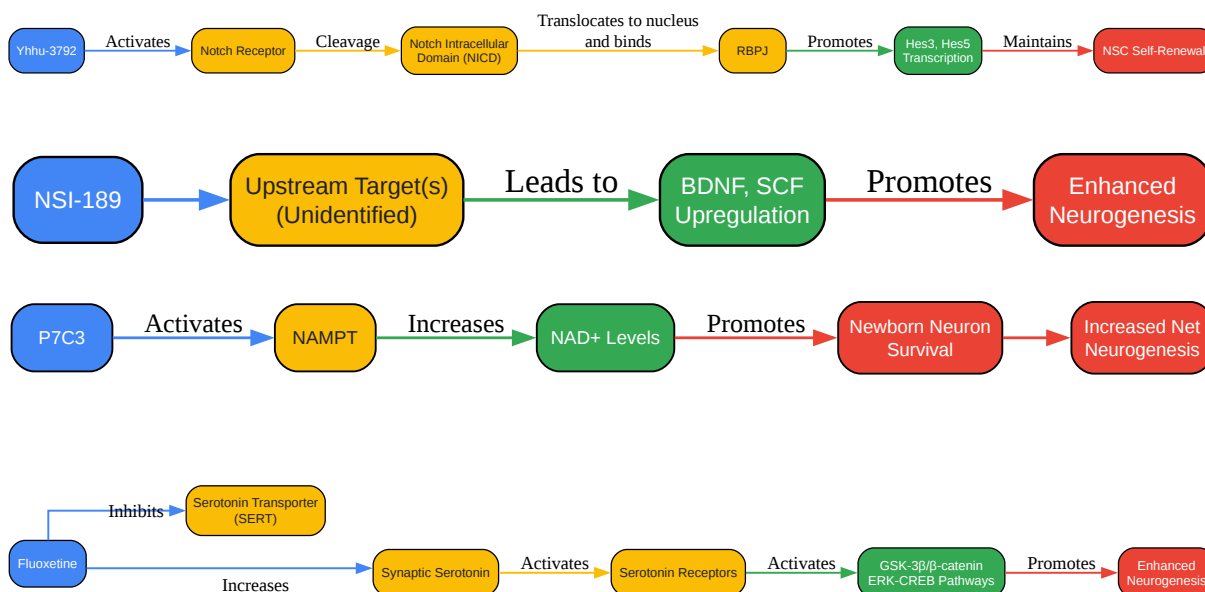 Yhhu-3792
Activates
Notch Receptor
Cleavage
Notch Intracellular
Domain (NICD)
Translocates to nucleus
and binds
RBPJ
Promotes
Hes3, Hes5
Transcription
Maintains
NSC Self-Renewal
NSI-189
Upstream Target(s)
(Unidentified)
Leads to
BDNF, SCF
Upregulation
Promotes
Enhanced
Neurogenesis
P7C3
Activates
NAMPT
Increases
NAD+ Levels
Promotes
Newborn Neuron
Survival
Increased Net
Neurogenesis
Fluoxetine
Inhibits
Serotonin Transporter
(SERT)
Increases
Synaptic Serotonin
Activates
Serotonin Receptors
Activates
GSK-3β/β-catenin
ERK-CREB Pathways
Promotes
Enhanced
Neurogenesis